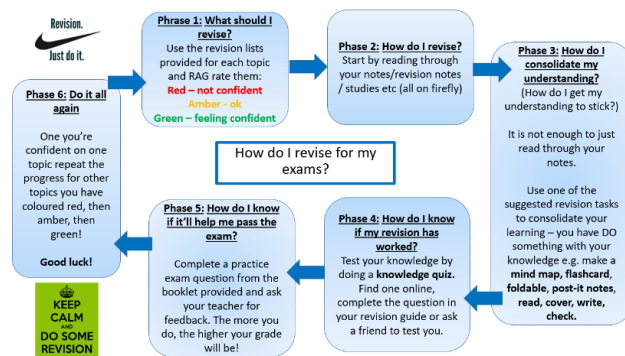 Revision.
Just do it.
Phrase 1: What should I
revise?
Use the revision lists
provided for each topic
and RAG rate them:
Red – not confident
Amber - ok
Green – feeling confident
Phase 2: How do I revise?
Start by reading through
your notes/revision notes
/ studies etc (all on firefly)
Phase 3: How do I
consolidate my
understanding?
(How do I get my
understanding to stick?)
It is not enough to just
read through your
notes.
Use one of the
suggested revision tasks
to consolidate your
learning – you have DO
something with your
knowledge e.g. make a
mind map, flashcard,
foldable, post-it notes,
read, cover, write,
check.
How do I revise for my
exams?
Phase 4: How do I know
if my revision has
worked?
Test your knowledge by
doing a knowledge quiz.
Find one online,
complete the question in
your revision guide or ask
a friend to test you.
Phase 5: How do I know
if it'll help me pass the
exam?
Complete a practice
exam question from the
booklet provided and ask
your teacher for
feedback. The more you
do, the higher your grade
will be!
Phase 6: Do it all
again
One you're
confident on one
topic repeat the
progress for other
topics you have
coloured red, then
amber, then
green!
Good luck!
KEEP
CALM
AND
DO SOME
REVISION